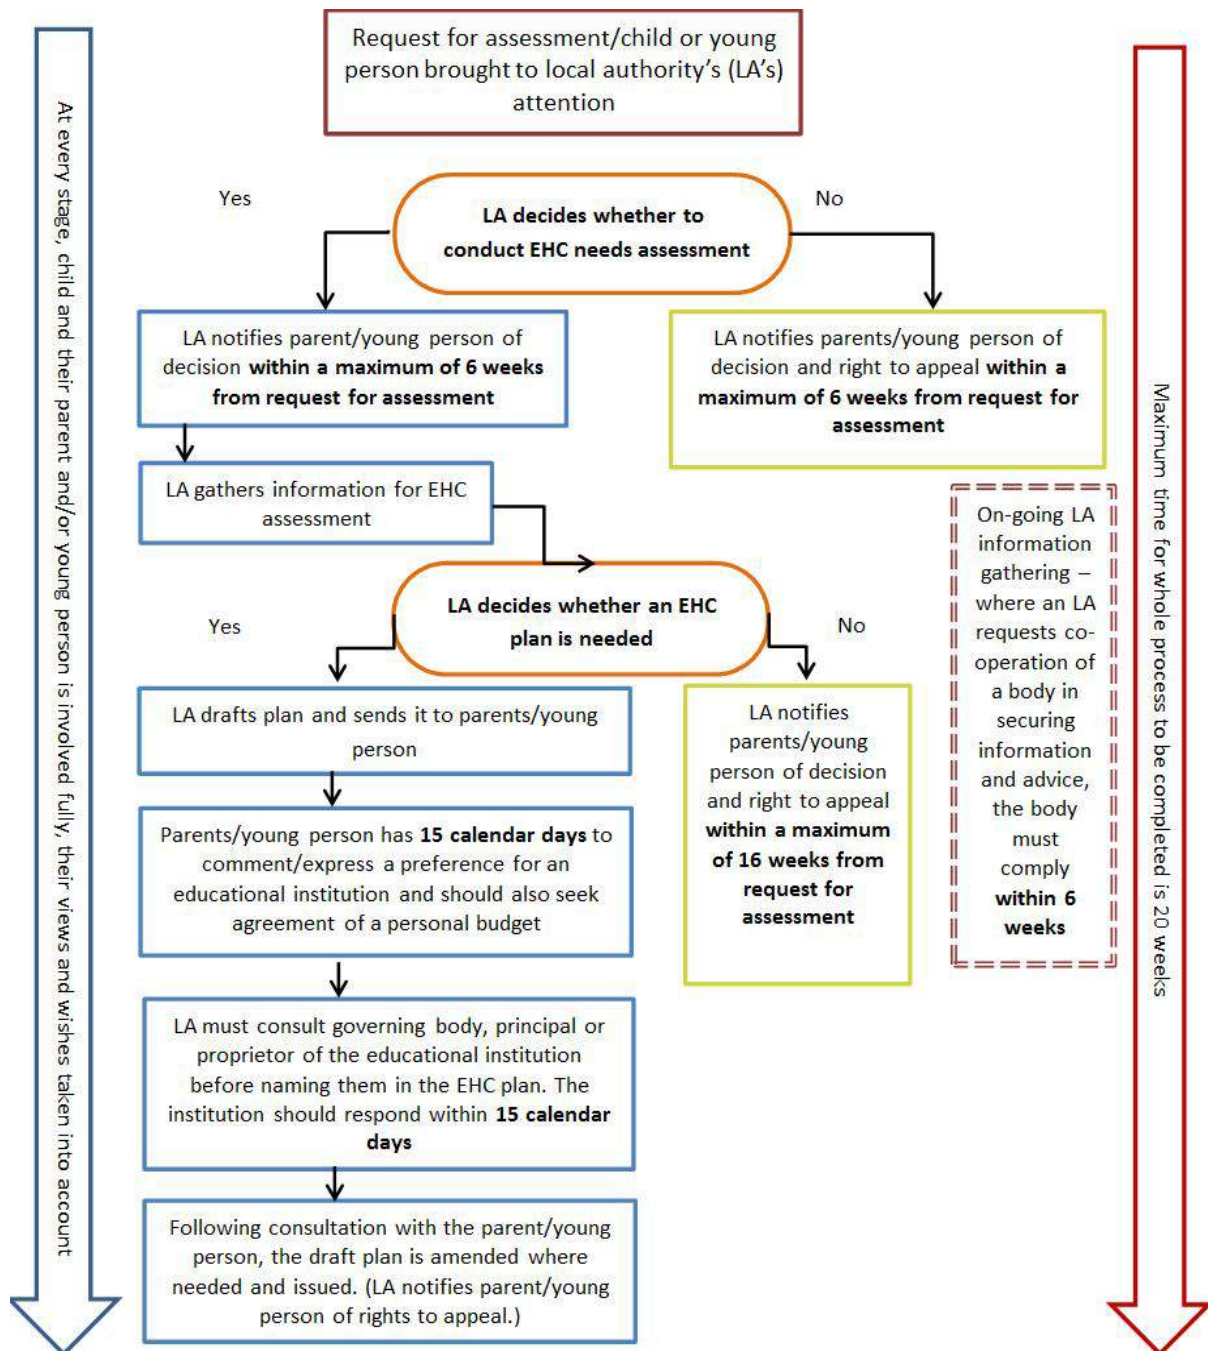 Request for assessment/child or young
person brought to local authority's (LA's)
attention
At every stage, child and their parent and/or young person is involved fully, their views and wishes taken into account
Maximum time for whole process to be completed is 20 weeks
Yes
LA decides whether to
conduct EHC needs assessment
No
LA notifies parent/young person of
decision within a maximum of 6 weeks
from request for assessment
LA notifies parents/young person of
decision and right to appeal within a
maximum of 6 weeks from request for
assessment
LA gathers information for EHC
assessment
On-going LA
information
gathering –
where an LA
requests co-
operation of
a body in
securing
information
and advice,
the body
must
comply
within 6
weeks
LA decides whether an EHC
plan is needed
Yes
No
LA drafts plan and sends it to parents/young
person
LA notifies
parents/young
person of decision
and right to appeal
within a maximum
of 16 weeks from
request for
assessment
Parents/young person has 15 calendar days to
comment/express a preference for an
educational institution and should also seek
agreement of a personal budget
LA must consult governing body, principal or
proprietor of the educational institution
before naming them in the EHC plan. The
institution should respond within 15 calendar
days
Following consultation with the parent/young
person, the draft plan is amended where
needed and issued. (LA notifies parent/young
person of rights to appeal.)